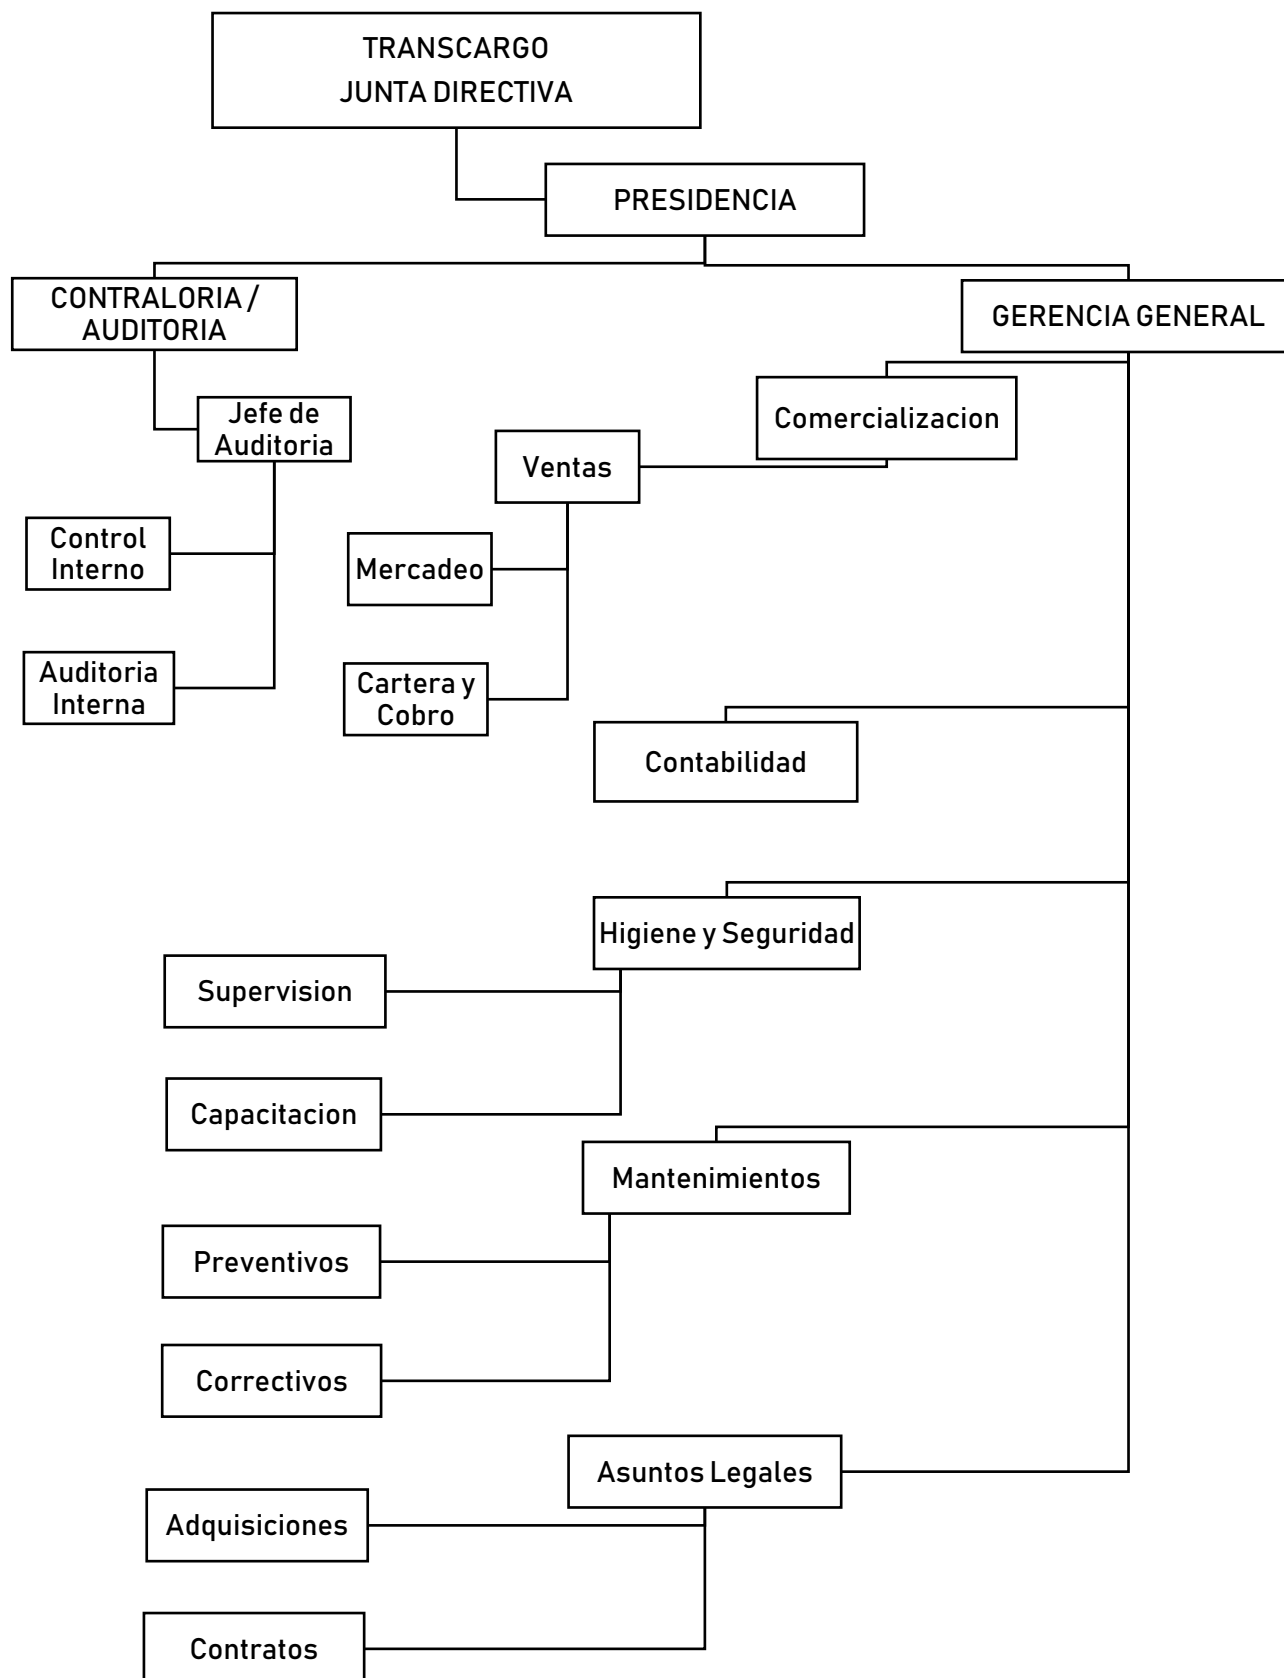 TRANSCARGO
JUNTA DIRECTIVA
PRESIDENCIA
CONTRALORIA /
AUDITORIA
GERENCIA GENERAL
Jefe de
Auditoria
Comercializacion
Ventas
Control
Interno
Mercadeo
Auditoria
Interna
Cartera y
Cobro
Contabilidad
Higiene y Seguridad
Supervision
Capacitacion
Mantenimientos
Preventivos
Correctivos
Asuntos Legales
Adquisiciones
Contratos